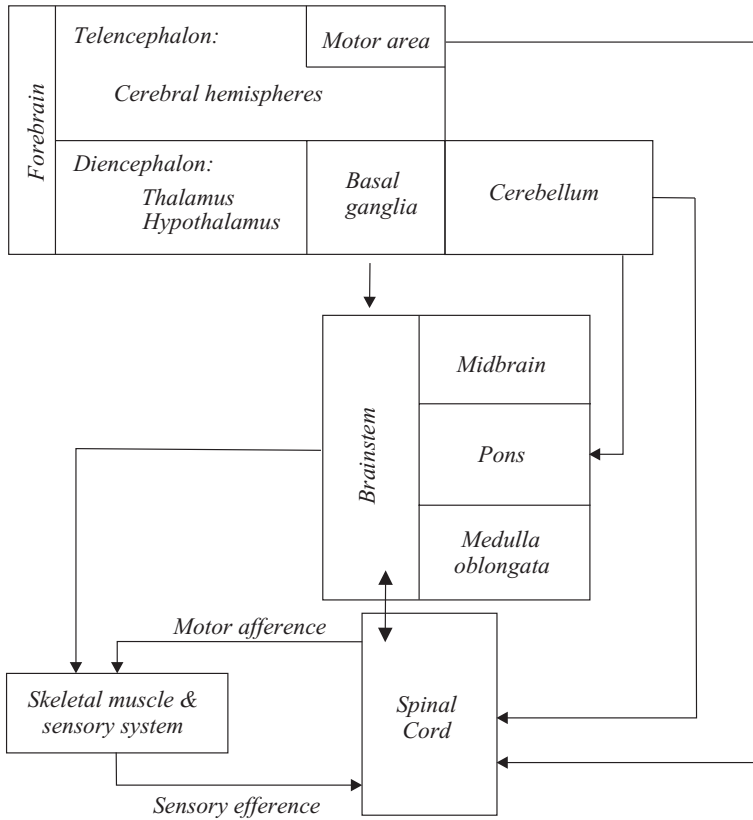 Telencephalon:
Motor area
Cerebral hemispheres
Forebrain
Diencephalon:
Thalamus
Hypothalamus
Basal
ganglia
Cerebellum
Brainstem
Midbrain
Pons
Medulla
oblongata
Motor afference
Skeletal muscle &
sensory system
Spinal
Cord
Sensory efference